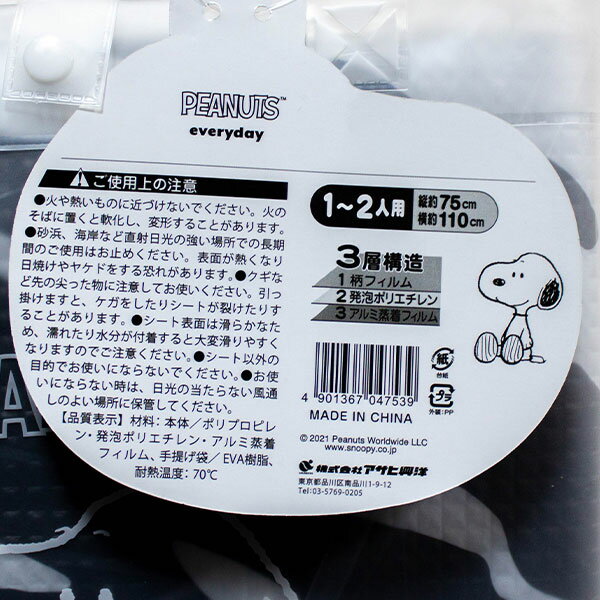 PEANUTS™
everyday
ご使用上の注意
●火や熱いものに近づけないでください。火の
そばに置くと軟化し、変形することがあります。
●砂浜、海岸など直射日光の強い場所での長期
間のご使用はお止めください。表面が熱くなり
日焼けやヤケドをする恐れがあります。●クギな
ど先の尖った物に注意してお使いください。引っ
掛けますと、ケガをしたりシートが裂けたりす
ることがあります。●シート表面は滑らかなた
め、濡れたり水分が付着すると大変滑りやすく
なりますのでご注意ください。●シート以外の
目的でお使いにならないでください。●お使
いにならない時は、日光の当たらない風通
しのよい場所に保管してください。
【品質表示】材料：本体／ポリプロピレ
ン・発泡ポリエチレン・アルミ蒸着
フィルム、手提げ袋／EVA樹脂、
耐熱温度：70℃
1〜2人用
縦約75cm
横約110cm
3層構造
1 柄フィルム
2 発泡ポリエチレン
3 アルミ蒸着フィルム
4 901367 047539
MADE IN CHINA
紙
台紙
プラ
外装：PP
© 2021 Peanuts Worldwide LLC
www.snoopy.co.jp
株式会社アサヒ興洋
東京都品川区南品川1-9-12
Tel:03-5769-0205